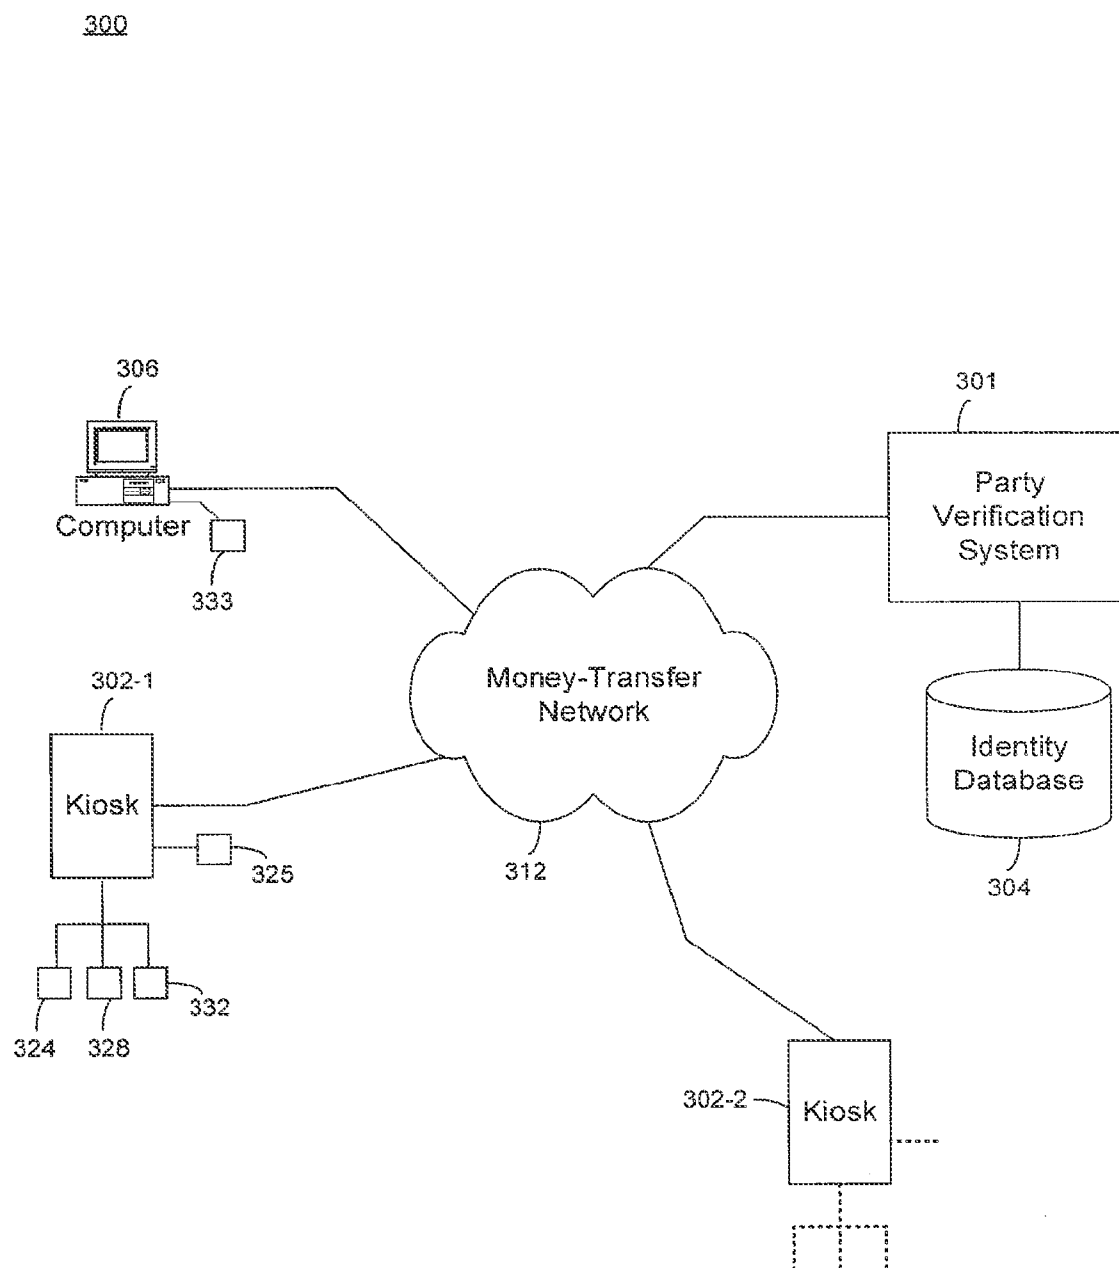 300
306
301
Party
Verification
System
Computer
333
302-1
Money-Transfer
Network
Identity
Database
Kiosk
325
312
304
332
324
328
302-2
Kiosk